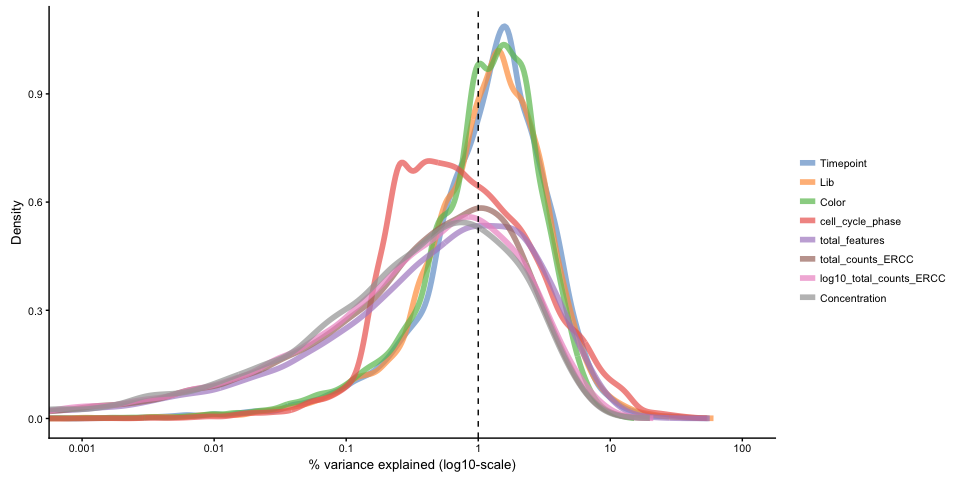 Density
0.9
0.6
0.3
0.0
0.001 0.01 0.1 1 10 100
% variance explained (log10-scale)
Timepoint
Lib
Color
cell_cycle_phase
total_features
total_counts_ERCC
log10_total_counts_ERCC
Concentration